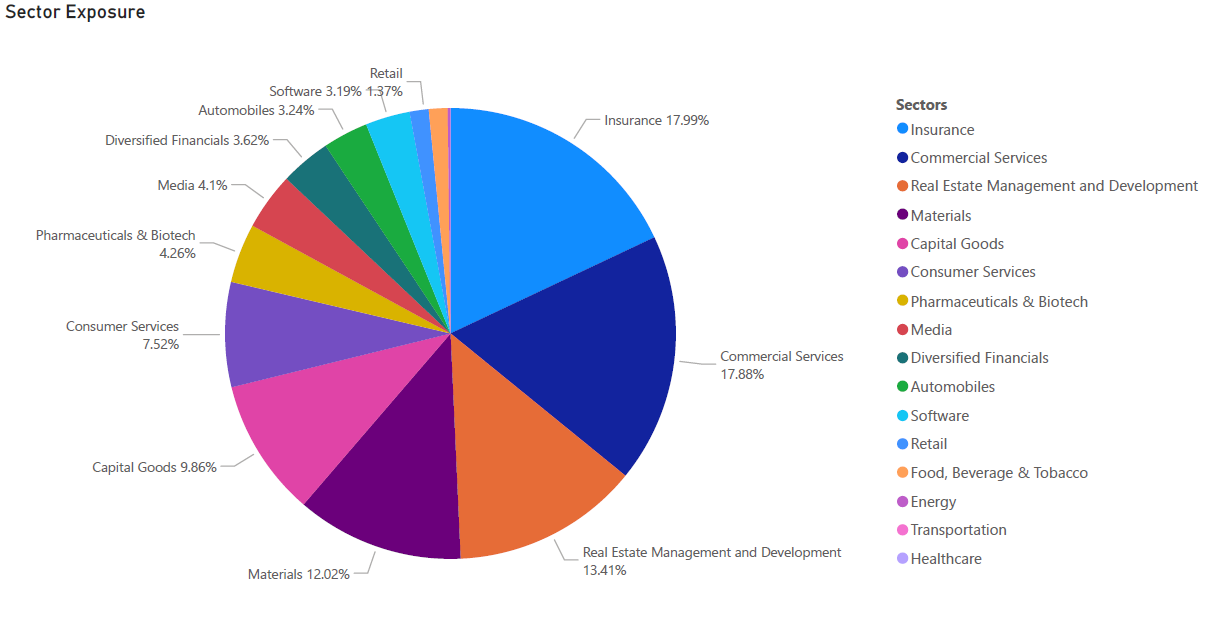 Sector Exposure
Retail
1.37%
Software 3.19%
Automobiles 3.24%
Diversified Financials 3.62%
Media 4.1%
Pharmaceuticals & Biotech
4.26%
Consumer Services
7.52%
Capital Goods 9.86%
Materials 12.02%
Insurance 17.99%
Commercial Services
17.88%
Real Estate Management and Development
13.41%
Sectors
Insurance
Commercial Services
Real Estate Management and Development
Materials
Capital Goods
Consumer Services
Pharmaceuticals & Biotech
Media
Diversified Financials
Automobiles
Software
Retail
Food, Beverage & Tobacco
Energy
Transportation
Healthcare